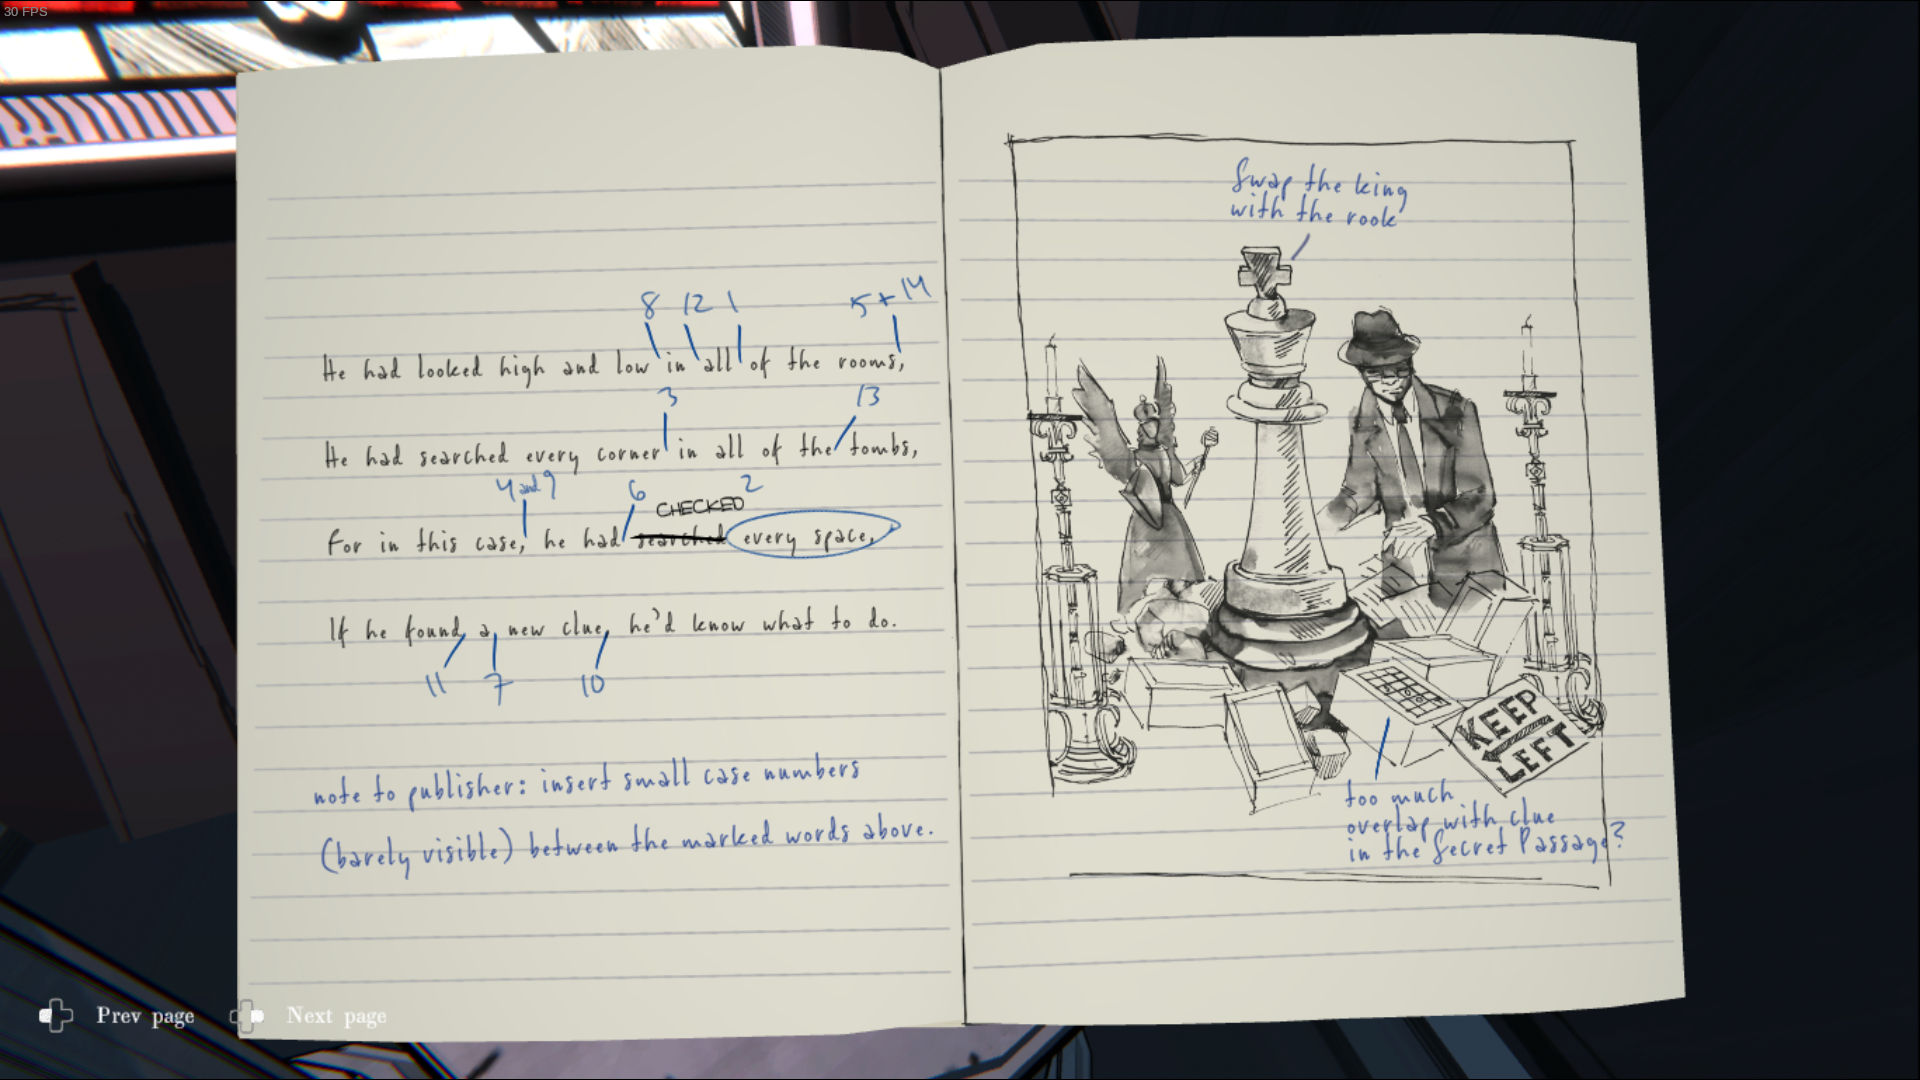 30 FPS
8 12 1 5 + 14
He had looked high and low in all of the rooms,
3 13
He had searched every corner in all of the tombs,
4 and 9 6 CHECKED 2
For in this case, he had searched every space,
If he found a new clue, he'd know what to do.
11 7 10
note to publisher: insert small case numbers
(barely visible) between the marked words above.
Swap the king
with the rook
KEEP
LEFT
too much
overlap with clue
in the Secret Passage?
Prev page
Next page